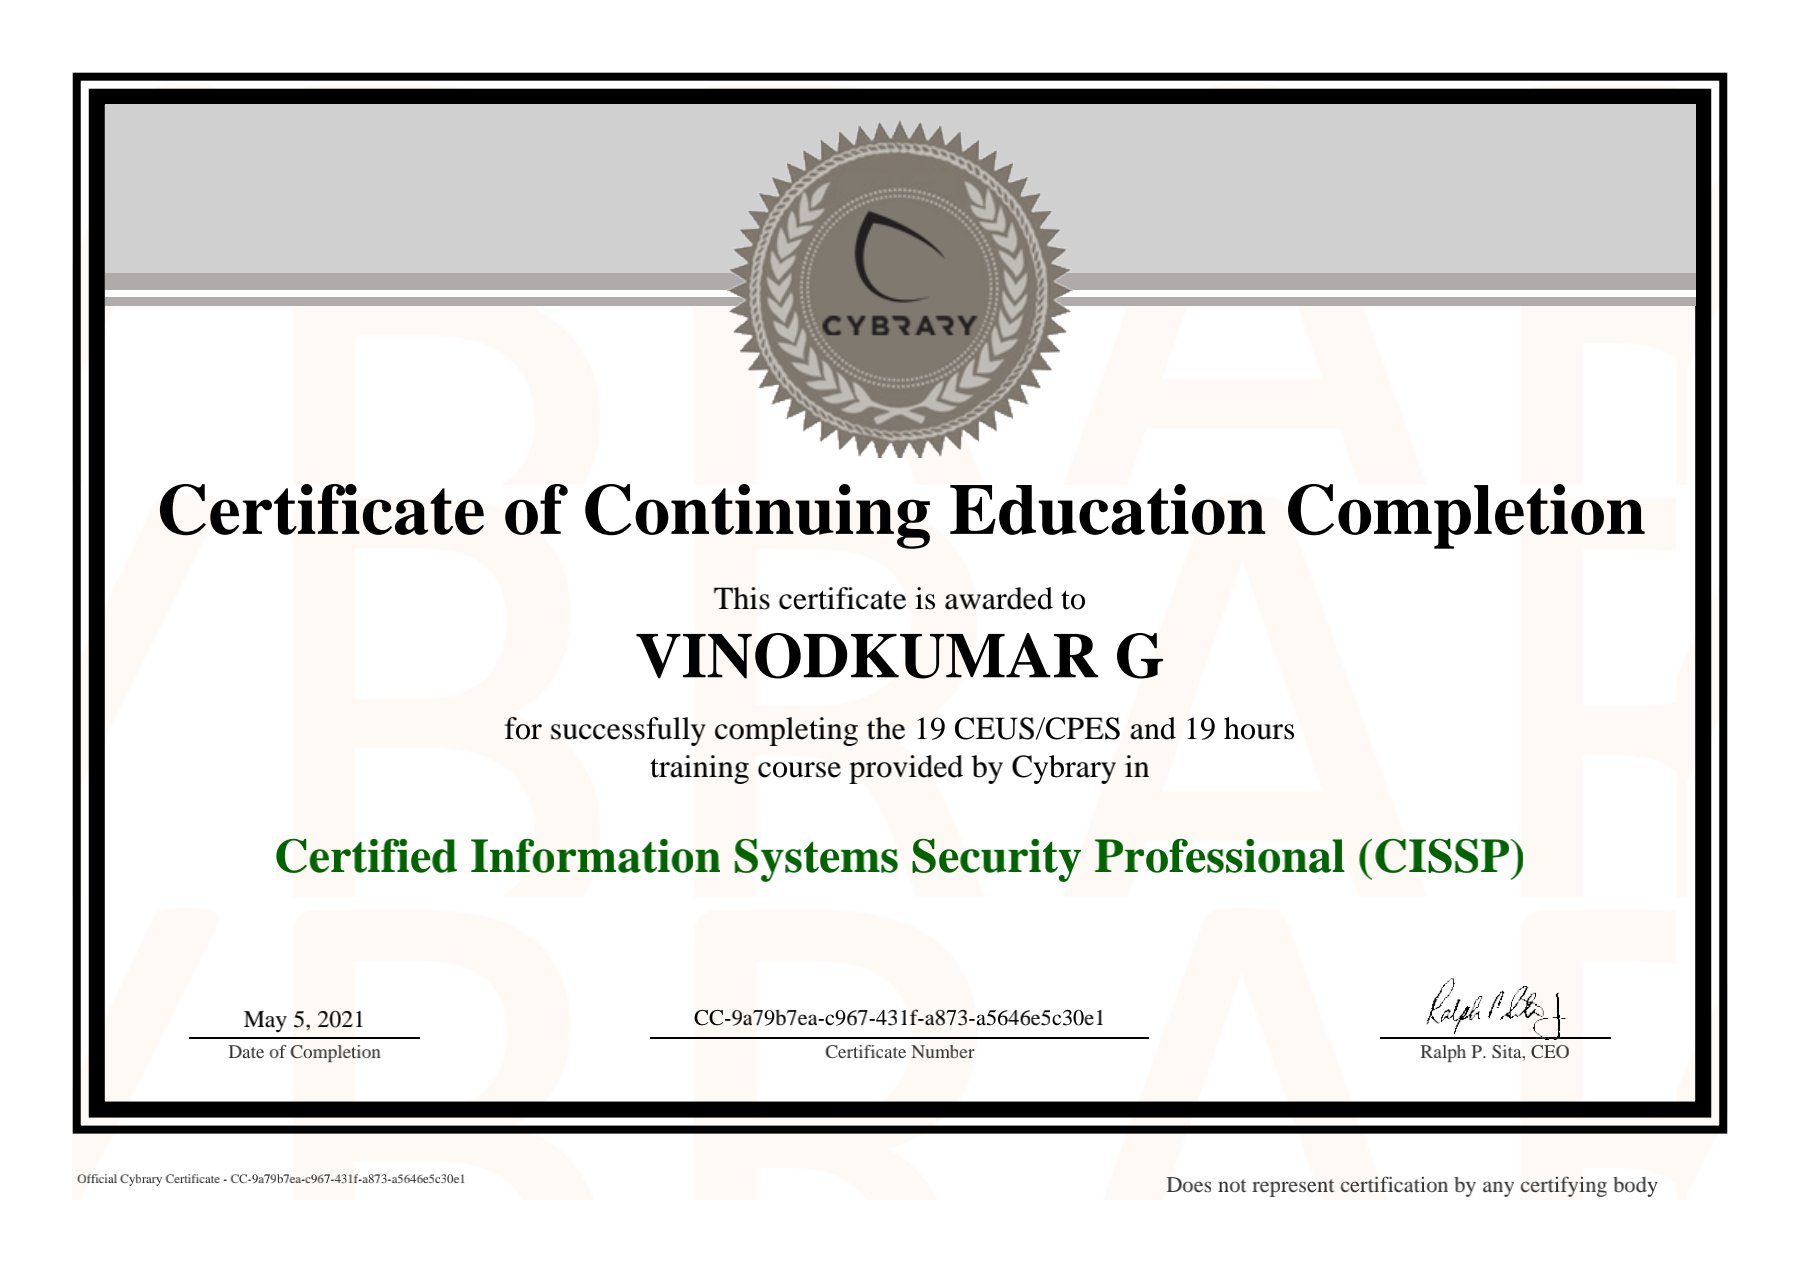 CYBRARY
Certificate of Continuing Education Completion
This certificate is awarded to
VINODKUMAR G
for successfully completing the 19 CEUS/CPES and 19 hours
training course provided by Cybrary in
Certified Information Systems Security Professional (CISSP)
May 5, 2021
Date of Completion
CC-9a79b7ea-c967-431f-a873-a5646e5c30e1
Certificate Number
Ralph P. Sita, CEO
Official Cybrary Certificate - CC-9a79b7ea-c967-431f-a873-a5646e5c30e1
Does not represent certification by any certifying body